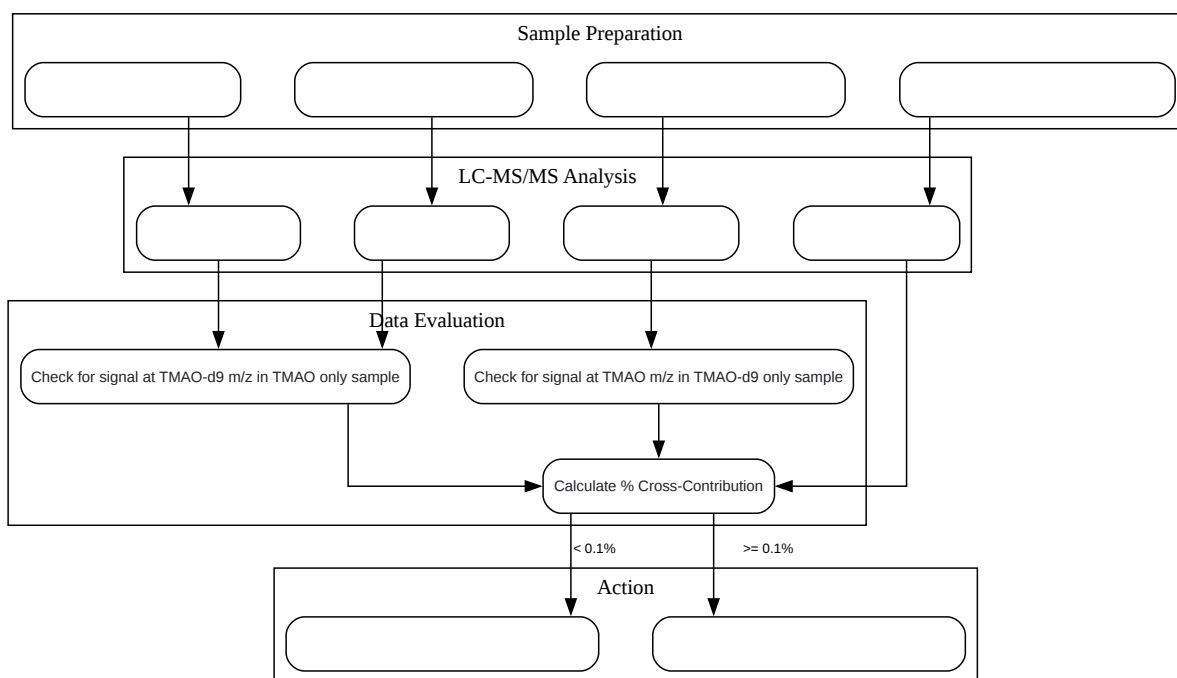 Sample Preparation
LC-MS/MS Analysis
Data Evaluation
Check for signal at TMAO-d9 m/z in TMAO only sample
Check for signal at TMAO m/z in TMAO-d9 only sample
Calculate % Cross-Contribution
< 0.1%
>= 0.1%
Action